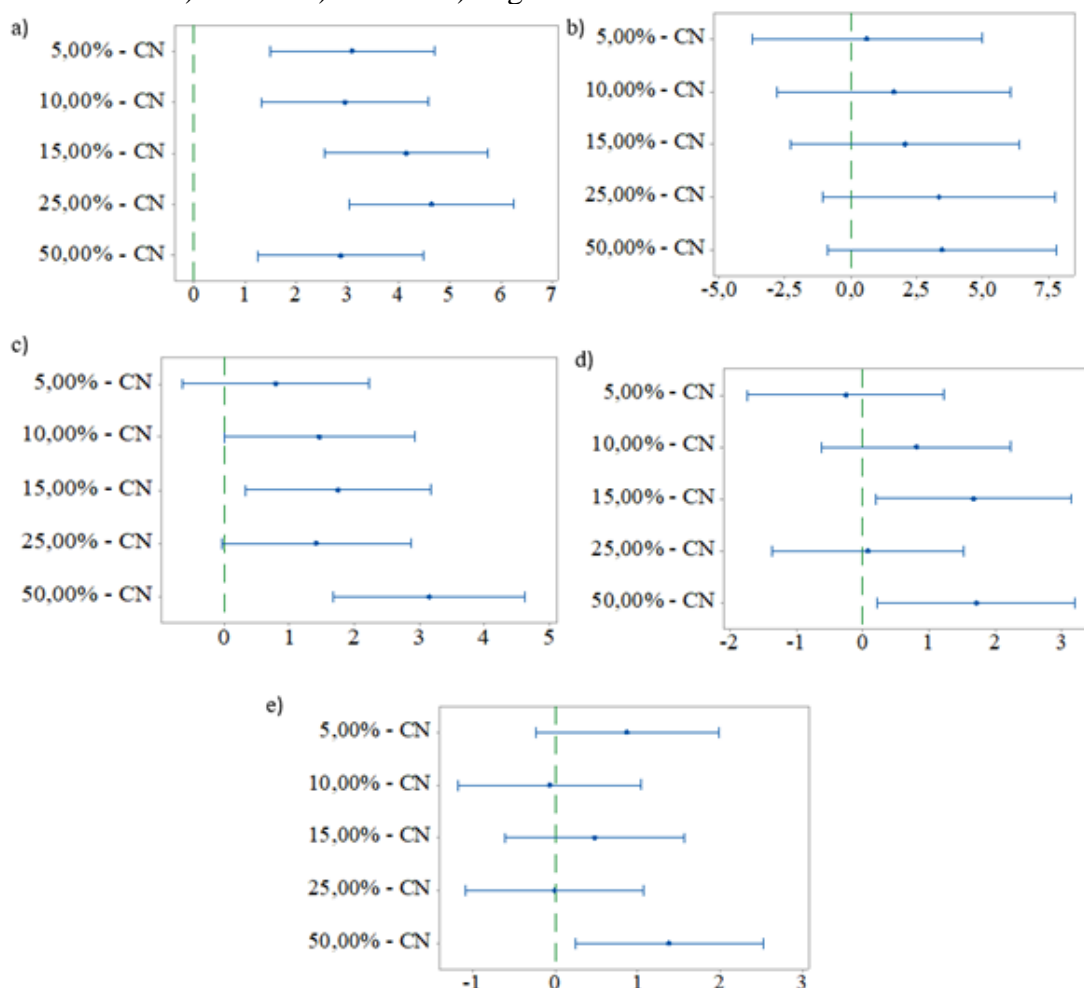 a)
5,00% - CN
10,00% - CN
15,00% - CN
25,00% - CN
50,00% - CN
0 1 2 3 4 5 6 7
b)
5,00% - CN
10,00% - CN
15,00% - CN
25,00% - CN
50,00% - CN
-5,0 -2,5 0,0 2,5 5,0 7,5
c)
5,00% - CN
10,00% - CN
15,00% - CN
25,00% - CN
50,00% - CN
0 1 2 3 4 5
d)
5,00% - CN
10,00% - CN
15,00% - CN
25,00% - CN
50,00% - CN
-2 -1 0 1 2 3
e)
5,00% - CN
10,00% - CN
15,00% - CN
25,00% - CN
50,00% - CN
-1 0 1 2 3